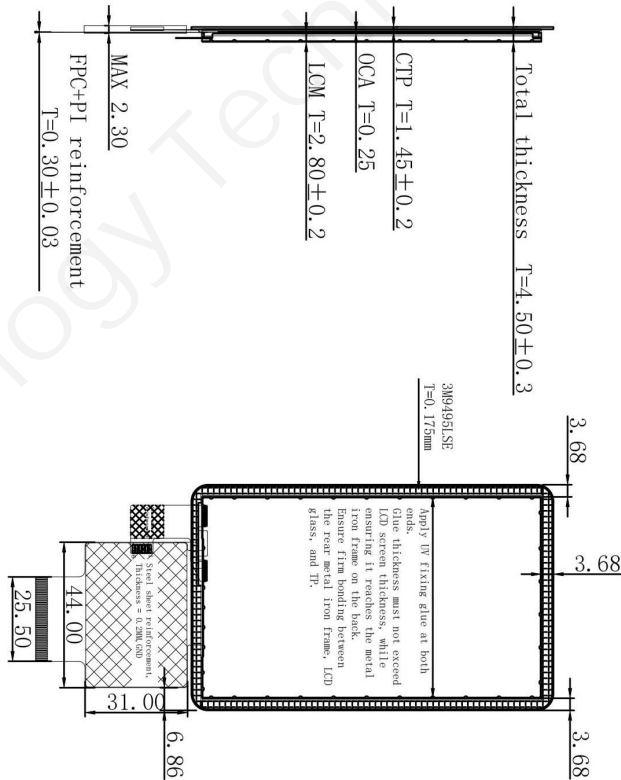 Total thickness T=4.50±0.3
CTP T=1.45±0.2
OCA T=0.25
LCM T=2.80±0.2
MAX 2.30
FPC+PI reinforcement
T=0.30±0.03
3M9495LSE
T=0.175mm
3.68
3.68
3.68
Apply UV fixing glue at both
ends.
Glue thickness must not exceed
LCD screen thickness, while
ensuring it reaches the metal
iron frame on the back.
Ensure firm bonding between
the rear metal iron frame, LCD
glass, and TP.
Steel sheet reinforcement,
Thickness = 0.2MM,GND
44.00
25.50
31.00
6.86
nology Techn